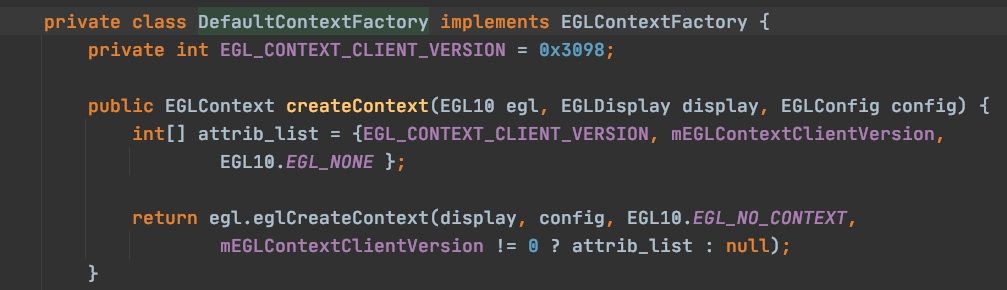 private class DefaultContextFactory implements EGLContextFactory {
private int EGL_CONTEXT_CLIENT_VERSION = 0x3098;
public EGLContext createContext(EGL10 egl, EGLDisplay display, EGLConfig config) {
int[] attrib_list = {EGL_CONTEXT_CLIENT_VERSION, mEGLContextClientVersion,
EGL10.EGL_NONE };
return egl.eglCreateContext(display, config, EGL10.EGL_NO_CONTEXT,
mEGLContextClientVersion != 0 ? attrib_list : null);
}